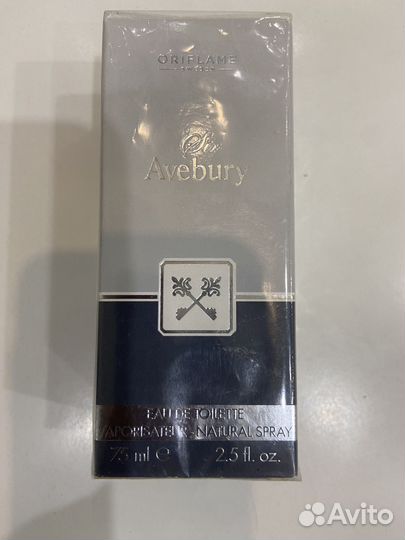 ORIFLAME
SWEDEN
Sir
Avebury
EAU DE TOILETTE
VAPORISATEUR - NATURAL SPRAY
75 ml e 2.5 fl. oz.
Avito